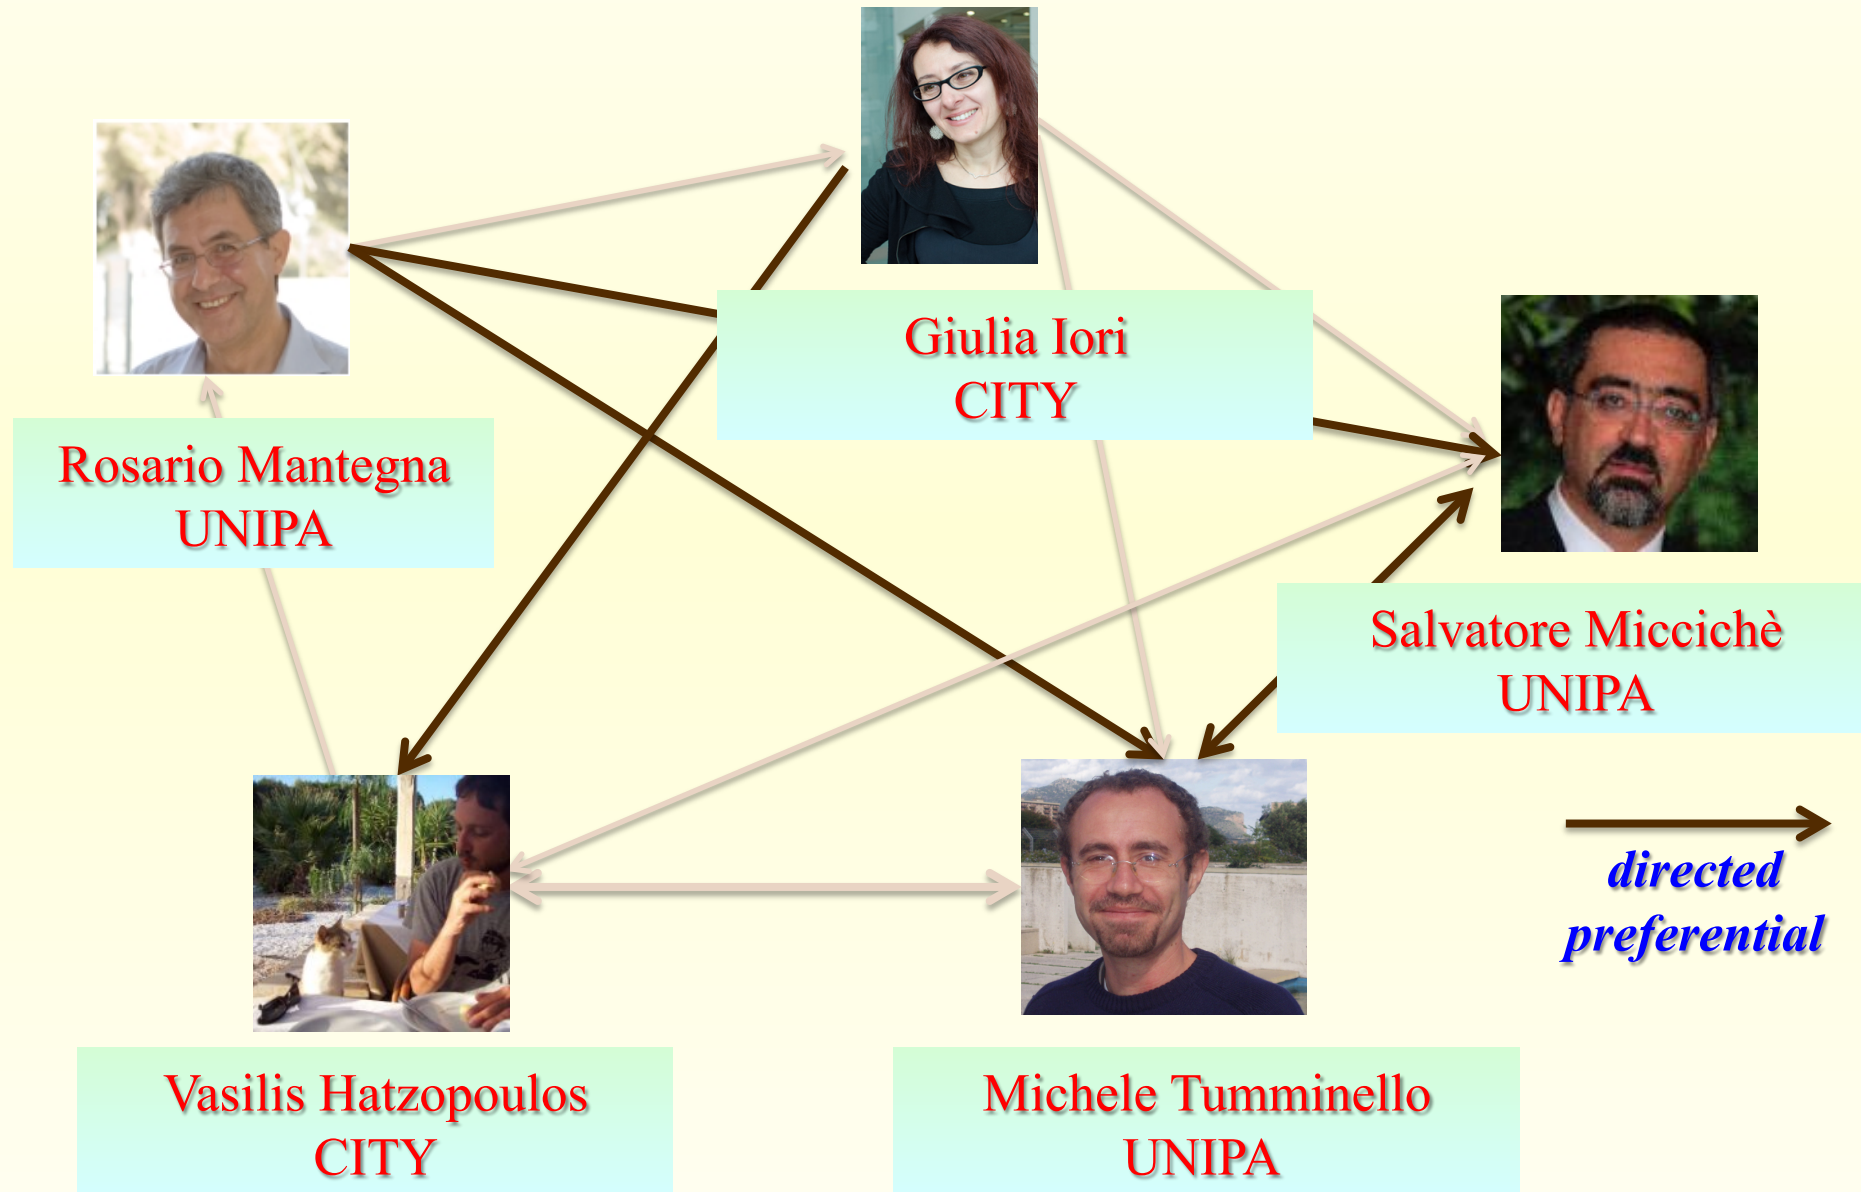 Giulia Iori
CITY
Rosario Mantegna
UNIPA
Salvatore Miccichè
UNIPA
directed
preferential
Vasilis Hatzopoulos
CITY
Michele Tumminello
UNIPA